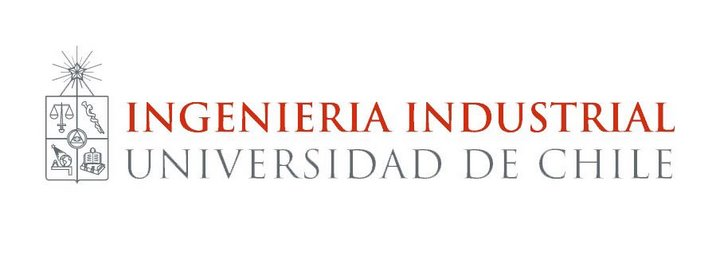 INGENIERIA INDUSTRIAL
UNIVERSIDAD DE CHILE